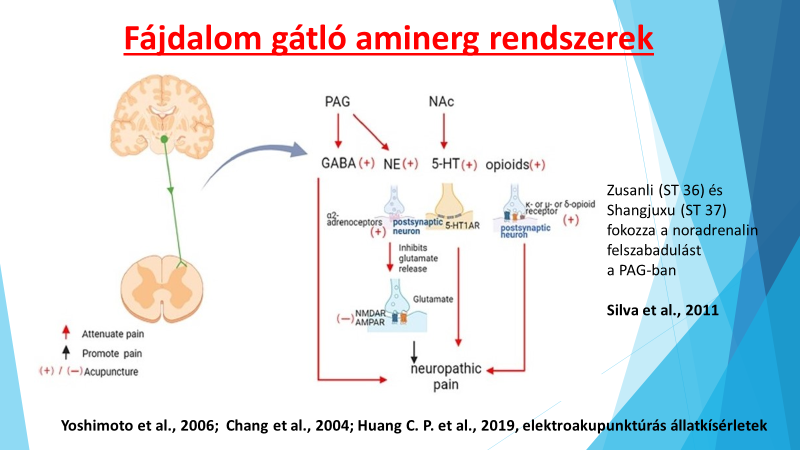 Fájdalom gátló aminerg rendszerek
PAG
NAc
GABA (+) NE (+) 5-HT (+) opioids(+)
α2-
adrenoceptors
(+)
postsynaptic
neuron
5-HT1AR
κ- or μ- or δ-opioid
receptor
(+)
postsynaptic
neuron
Inhibits
glutamate
release
Glutamate
(−) NMDAR
AMPAR
neuropathic
pain
Attenuate pain
Promote pain
(+) / (−) Acupuncture
Zusanli (ST 36) és
Shangjuxu (ST 37)
fokozza a noradrenalin
felszabadulást
a PAG-ban
Silva et al., 2011
Yoshimoto et al., 2006; Chang et al., 2004; Huang C. P. et al., 2019, elektroakupunktúrás állatkísérletek